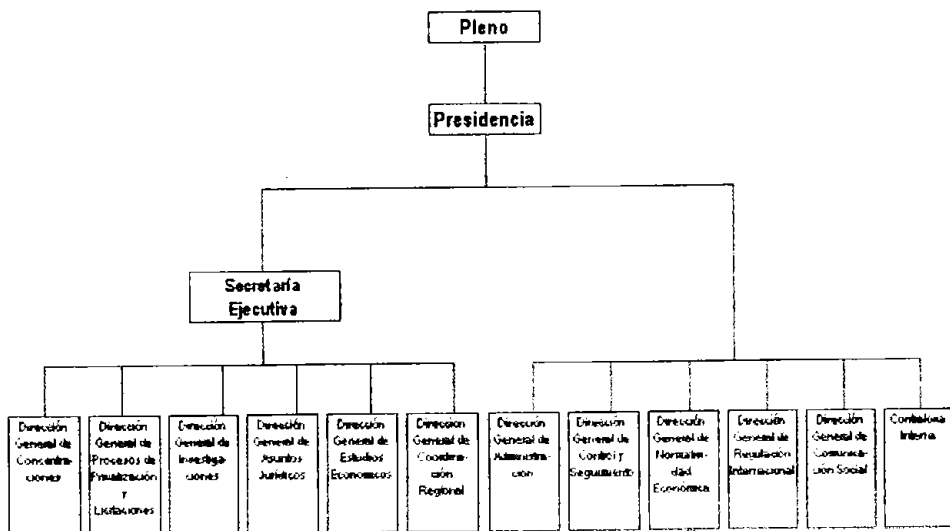 Pleno
Presidencia
Secretaría
Ejecutiva
Dirección
General de
Concentra-
ciones
Dirección
General de
Procesos de
Privatización
y
Licitaciones
Dirección
General de
Investiga-
ciones
Dirección
General de
Asuntos
Jurídicos
Dirección
General de
Estudios
Económicos
Dirección
General de
Coordina-
ción
Regional
Dirección
General de
Administra-
ción
Dirección
General de
Control y
Seguimiento
Dirección
General de
Normativi-
dad
Económica
Dirección
General de
Regulación
Internacional
Dirección
General de
Comunica-
ción Social
Contraloría
Interna